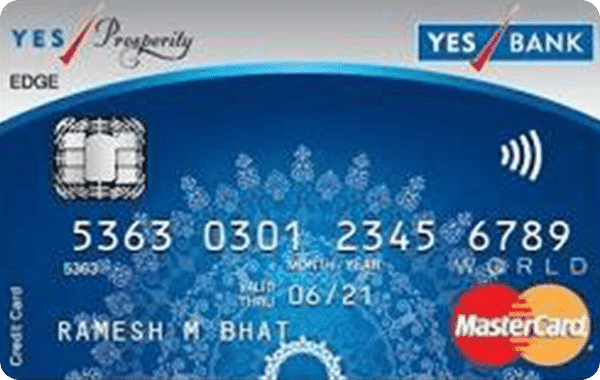 YES Prosperity
EDGE
YES BANK
5363 0301 2345 6789
5363
MONTH/YEAR
WORLD
VALID THRU 06/21
RAMESH M BHAT
MasterCard
Credit Card